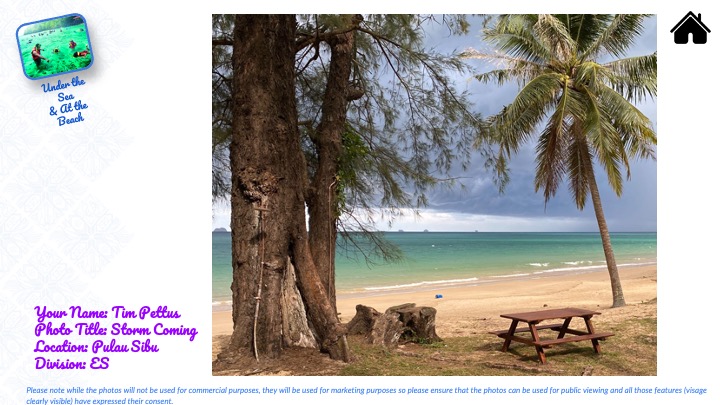 Under the
Sea
& At the
Beach
Your Name: Tim Pettus
Photo Title: Storm Coming
Location: Pulau Sibu
Division: ES
Please note while the photos will not be used for commercial purposes, they will be used for marketing purposes so please ensure that the photos can be used for public viewing and all those features (visage
clearly visible) have expressed their consent.